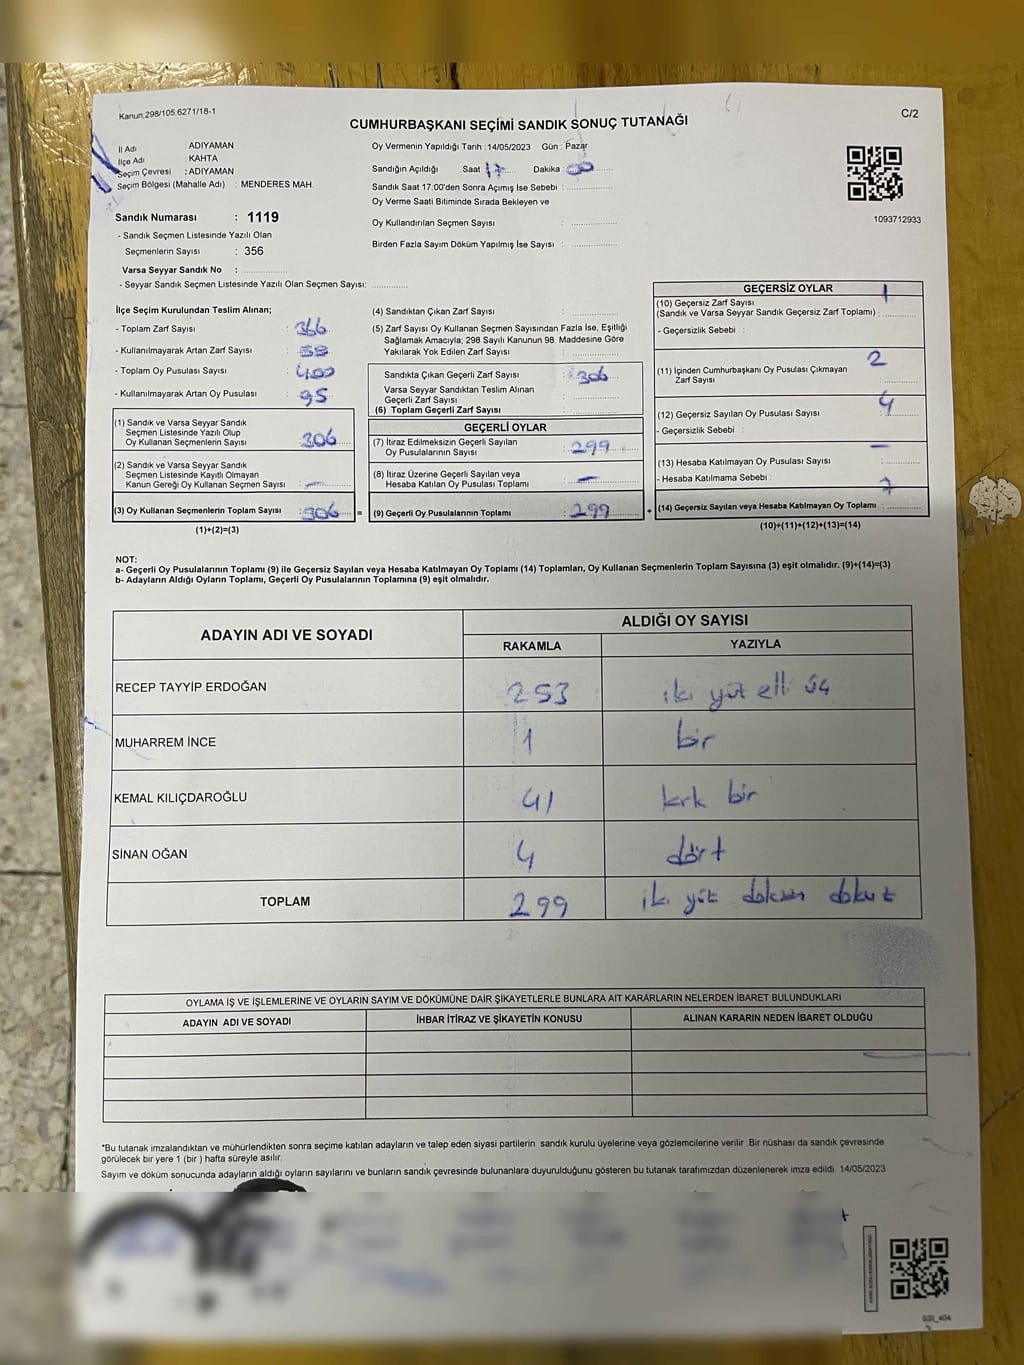 Kanun;298/105,6271/18-1
C/2
CUMHURBAŞKANI SEÇİMİ SANDIK SONUÇ TUTANAĞI
İl Adı : ADIYAMAN
İlçe Adı : KAHTA
Seçim Çevresi : ADIYAMAN
Seçim Bölgesi (Mahalle Adı) : MENDERES MAH.
Oy Vermenin Yapıldığı Tarih : 14/05/2023 Gün : Pazar
Sandığın Açıldığı Saat 17 Dakika : 00
Sandık Saat 17:00'den Sonra Açımış İse Sebebi :
Oy Verme Saati Bitiminde Sırada Bekleyen ve
Oy Kullandırılan Seçmen Sayısı :
Birden Fazla Sayım Döküm Yapılmış İse Sayısı :
1093712933
Sandık Numarası : 1119
- Sandık Seçmen Listesinde Yazılı Olan
Seçmenlerin Sayısı : 356
Varsa Seyyar Sandık No :
- Seyyar Sandık Seçmen Listesinde Yazılı Olan Seçmen Sayısı:
İlçe Seçim Kurulundan Teslim Alınan;
- Toplam Zarf Sayısı : 366
- Kullanılmayarak Artan Zarf Sayısı :
- Toplam Oy Pusulası Sayısı : 400
- Kullanılmayarak Artan Oy Pusulası : 95
(1) Sandık ve Varsa Seyyar Sandık
Seçmen Listesinde Yazılı Olup
Oy Kullanan Seçmenlerin Sayısı : 306
(2) Sandık ve Varsa Seyyar Sandık
Seçmen Listesinde Kayıtlı Olmayan
Kanun Gereği Oy Kullanan Seçmen Sayısı : -
(3) Oy Kullanan Seçmenlerin Toplam Sayısı : 306 =
(1)+(2)=(3)
(4) Sandıktan Çıkan Zarf Sayısı :
(5) Zarf Sayısı Oy Kullanan Seçmen Sayısından Fazla İse, Eşitliği
Sağlamak Amacıyla; 298 Sayılı Kanunun 98. Maddesine Göre
Yakılarak Yok Edilen Zarf Sayısı :
Sandıkta Çıkan Geçerli Zarf Sayısı : 306
Varsa Seyyar Sandıktan Teslim Alınan
Geçerli Zarf Sayısı :
(6) Toplam Geçerli Zarf Sayısı :
GEÇERLİ OYLAR
(7) İtiraz Edilmeksizin Geçerli Sayılan
Oy Pusulalarının Sayısı : 299
(8) İtiraz Üzerine Geçerli Sayılan veya
Hesaba Katılan Oy Pusulası Toplamı : -
(9) Geçerli Oy Pusulalarının Toplamı : 299 +
GEÇERSİZ OYLAR
(10) Geçersiz Zarf Sayısı 1
(Sandık ve Varsa Seyyar Sandık Geçersiz Zarf Toplamı) :
- Geçersizlik Sebebi :
(11) İçinden Cumhurbaşkanı Oy Pusulası Çıkmayan 2
Zarf Sayısı :
(12) Geçersiz Sayılan Oy Pusulası Sayısı : 4
- Geçersizlik Sebebi :
(13) Hesaba Katılmayan Oy Pusulası Sayısı : -
- Hesaba Katılmama Sebebi :
(14) Geçersiz Sayılan veya Hesaba Katılmayan Oy Toplamı : 7
(10)+(11)+(12)+(13)=(14)
NOT:
a- Geçerli Oy Pusulalarının Toplamı (9) ile Geçersiz Sayılan veya Hesaba Katılmayan Oy Toplamı (14) Toplamları, Oy Kullanan Seçmenlerin Toplam Sayısına (3) eşit olmalıdır. (9)+(14)=(3)
b- Adayların Aldığı Oyların Toplamı, Geçerli Oy Pusulalarının Toplamına (9) eşit olmalıdır.
ADAYIN ADI VE SOYADI ALDIĞI OY SAYISI
RAKAMLA YAZIYLA
RECEP TAYYİP ERDOĞAN 253 iki yüz elli üç
MUHARREM İNCE 1 bir
KEMAL KILIÇDAROĞLU 41 kırk bir
SİNAN OĞAN 4 dört
TOPLAM 299 iki yüz doksan dokuz
OYLAMA İŞ VE İŞLEMLERİNE VE OYLARIN SAYIM VE DÖKÜMÜNE DAİR ŞİKAYETLERLE BUNLARA AİT KARARLARIN NELERDEN İBARET BULUNDUKLARI
ADAYIN ADI VE SOYADI İHBAR İTİRAZ VE ŞİKAYETİN KONUSU ALINAN KARARIN NEDEN İBARET OLDUĞU
*Bu tutanak imzalandıktan ve mühürlendikten sonra seçime katılan adayların ve talep eden siyasi partilerin sandık kurulu üyelerine veya gözlemcilerine verilir .Bir nüshası da sandık çevresinde
görülecek bir yere 1 (bir ) hafta süreyle asılır.
Sayım ve döküm sonucunda adayların aldığı oyların sayılarını ve bunların sandık çevresinde bulunanlara duyurulduğunu gösteren bu tutanak tarafımızdan düzenlenerek imza edildi. 14/05/2023
GSI_404